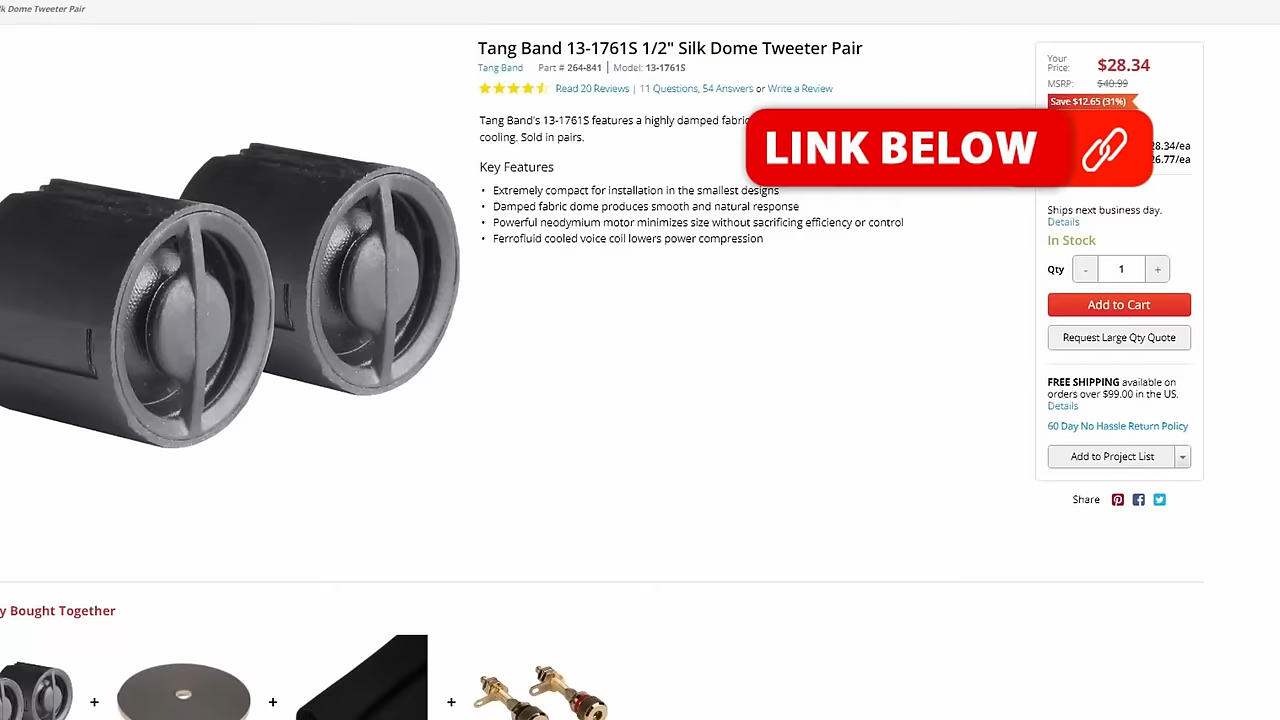 lk Dome Tweeter Pair
Tang Band 13-1761S 1/2" Silk Dome Tweeter Pair
Tang Band Part # 264-841 | Model: 13-1761S
Read 20 Reviews | 11 Questions, 54 Answers or Write a Review
Tang Band's 13-1761S features a highly damped fabric
cooling. Sold in pairs.
Key Features
• Extremely compact for installation in the smallest designs
• Damped fabric dome produces smooth and natural response
• Powerful neodymium motor minimizes size without sacrificing efficiency or control
• Ferrofluid cooled voice coil lowers power compression
LINK BELOW
Your
Price: $28.34
MSRP: $40.99
Save $12.65 (31%)
28.34/ea
26.77/ea
Ships next business day.
Details
In Stock
Qty - 1 +
Add to Cart
Request Large Qty Quote
FREE SHIPPING available on
orders over $99.00 in the US.
Details
60 Day No Hassle Return Policy
Add to Project List
Share
y Bought Together
+ + +